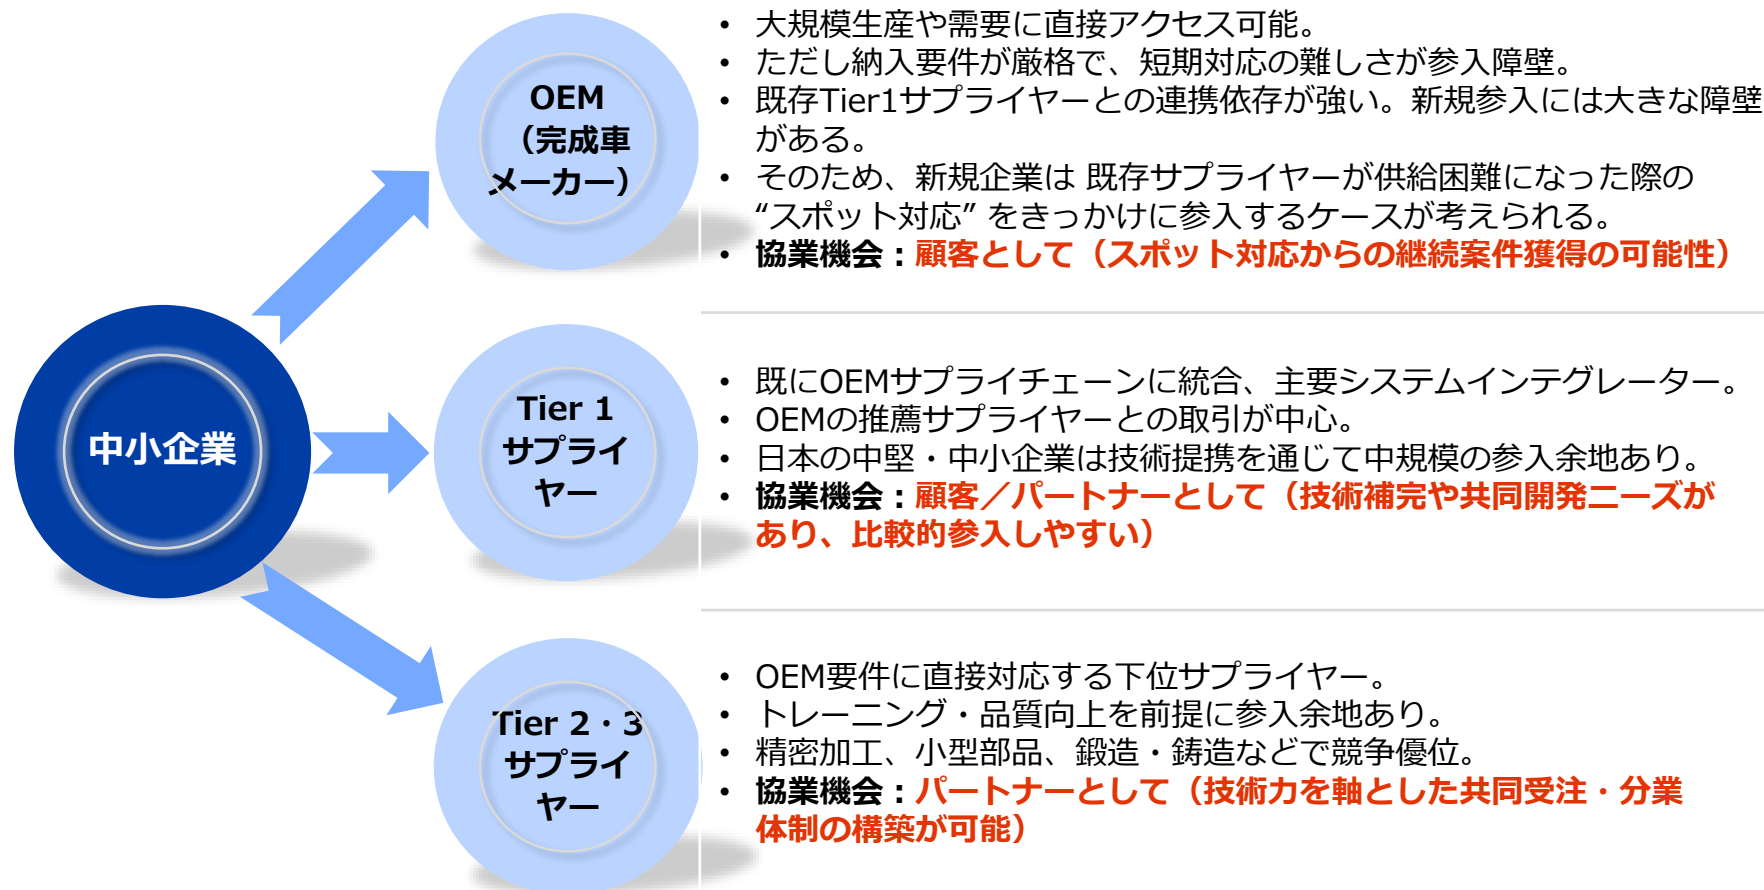 中小企業
OEM
（完成車
メーカー）
• 大規模生産や需要に直接アクセス可能。
• ただし納入要件が厳格で、短期対応の難しさが参入障壁。
• 既存Tier1サプライヤーとの連携依存が強い。新規参入には大きな障壁
がある。
• そのため、新規企業は 既存サプライヤーが供給困難になった際の
“スポット対応” をきっかけに参入するケースが考えられる。
• 協業機会：顧客として（スポット対応からの継続案件獲得の可能性）
Tier 1
サプライ
ヤー
• 既にOEMサプライチェーンに統合、主要システムインテグレーター。
• OEMの推薦サプライヤーとの取引が中心。
• 日本の中堅・中小企業は技術提携を通じて中規模の参入余地あり。
• 協業機会：顧客／パートナーとして（技術補完や共同開発ニーズが
あり、比較的参入しやすい）
Tier 2・3
サプライ
ヤー
• OEM要件に直接対応する下位サプライヤー。
• トレーニング・品質向上を前提に参入余地あり。
• 精密加工、小型部品、鍛造・鋳造などで競争優位。
• 協業機会：パートナーとして（技術力を軸とした共同受注・分業
体制の構築が可能）